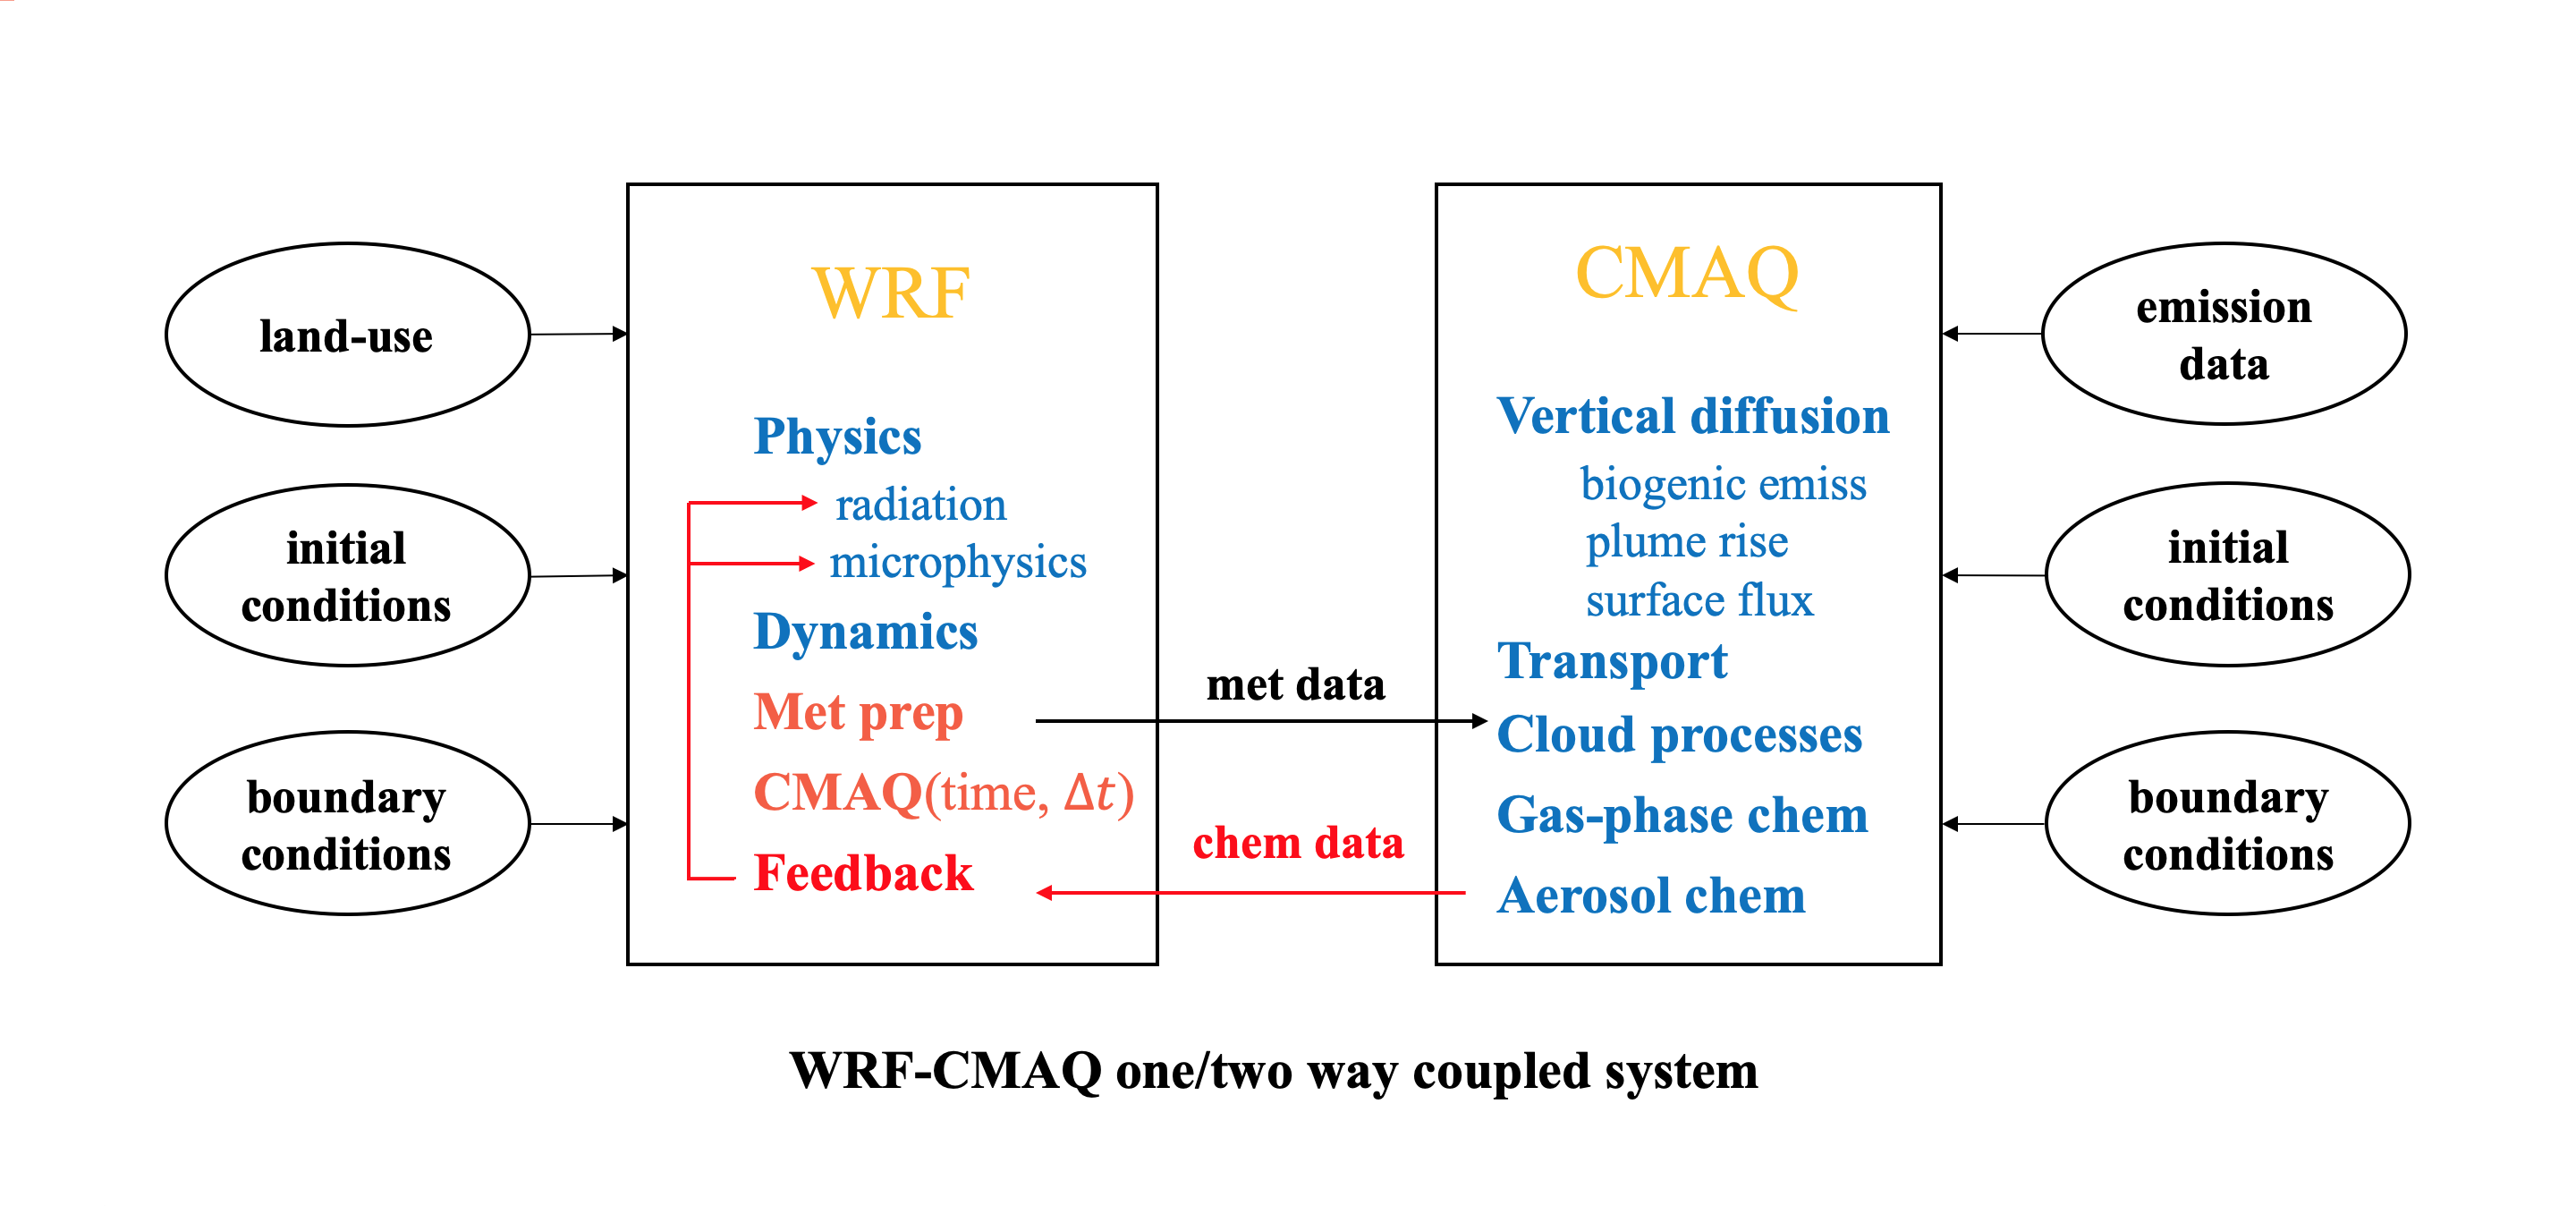 land-use
initial
conditions
boundary
conditions
WRF
Physics
radiation
microphysics
Dynamics
Met prep
CMAQ(time, Δt)
Feedback
met data
chem data
CMAQ
Vertical diffusion
biogenic emiss
plume rise
surface flux
Transport
Cloud processes
Gas-phase chem
Aerosol chem
emission
data
initial
conditions
boundary
conditions
WRF-CMAQ one/two way coupled system